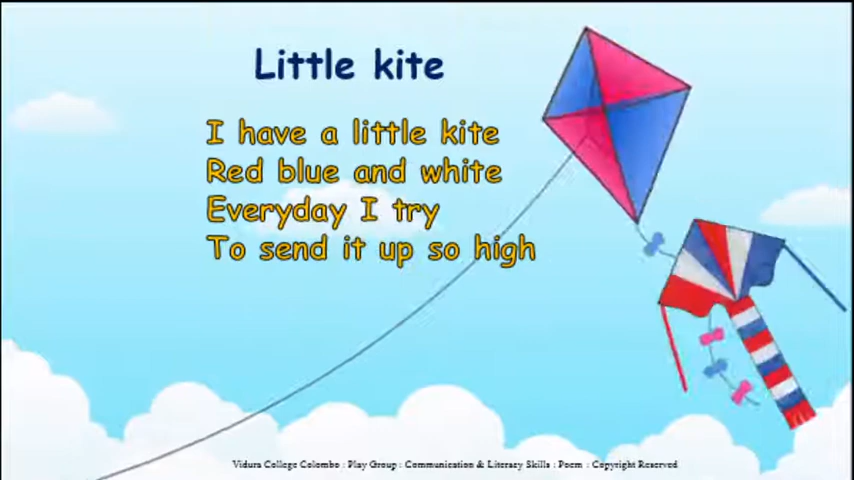 Little kite
I have a little kite
Red blue and white
Everyday I try
To send it up so high
Vidura College Colombo : Play Group : Communication & Literacy Skills : Poem : Copyright Reserved